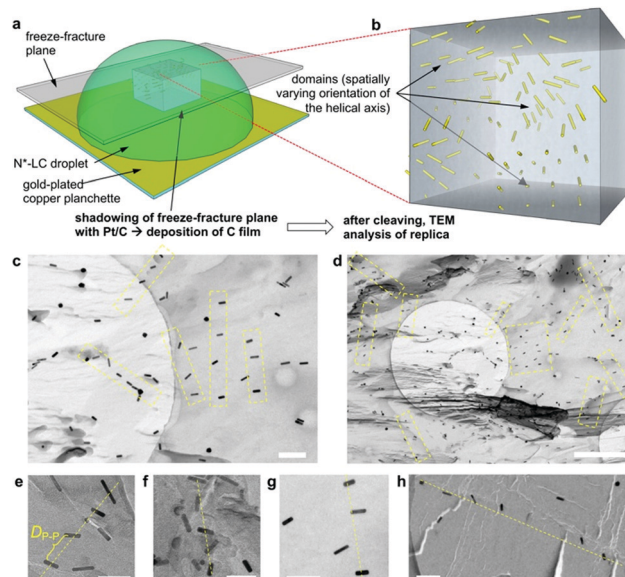 a
freeze-fracture
plane
N*-LC droplet
gold-plated
copper planchette
shadowing of freeze-fracture plane
with Pt/C → deposition of C film
b
domains (spatially
varying orientation of
the helical axis)
after cleaving, TEM
analysis of replica
c
d
e
DP-P
f
g
h